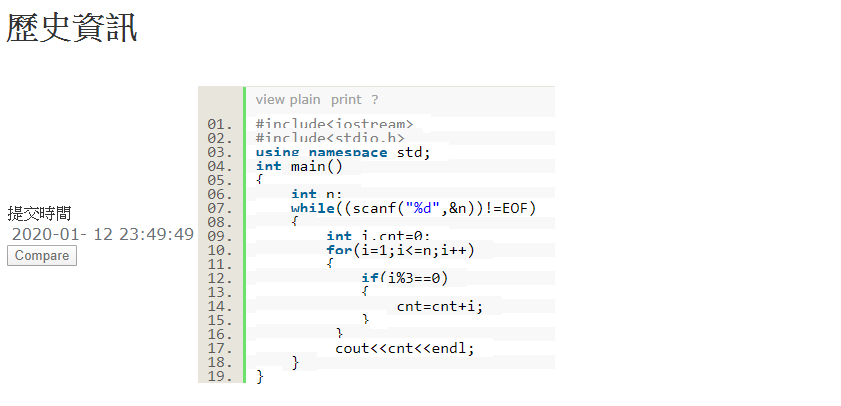 歷史資訊
提交時間
2020-01- 12 23:49:49
Compare
view plain print ?
01. #include<iostream>
02. #include<stdio.h>
03. using namespace std;
04. int main()
05. {
06. int n;
07. while((scanf("%d",&n))!=EOF)
08. {
09. int i,cnt=0;
10. for(i=1;i<=n;i++)
11. {
12. if(i%3==0)
13. {
14. cnt=cnt+i;
15. }
16. }
17. cout<<cnt<<endl;
18. }
19. }